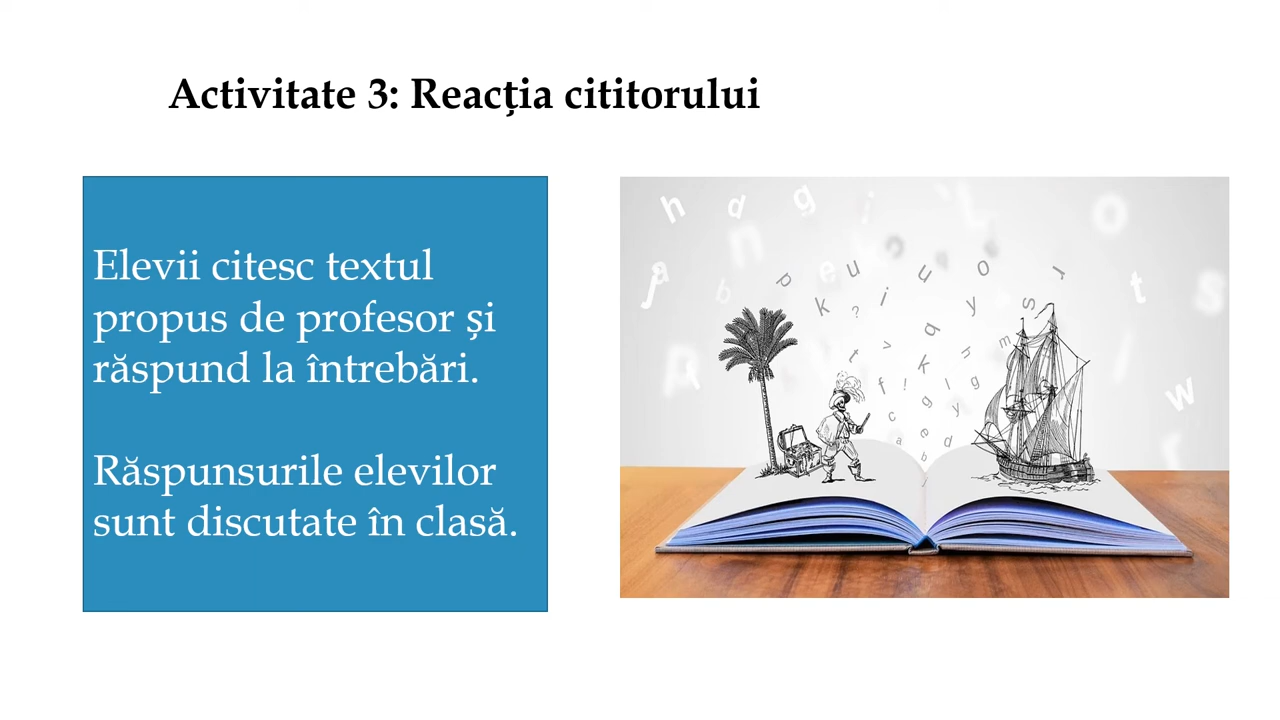 Activitate 3: Reacția cititorului
Elevii citesc textul
propus de profesor și
răspund la întrebări.
Răspunsurile elevilor
sunt discutate în clasă.